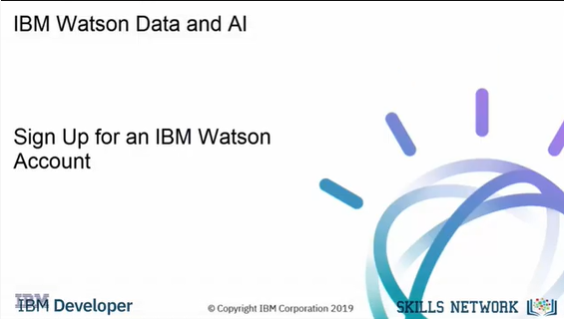 IBM Watson Data and AI
Sign Up for an IBM Watson
Account
IBM
IBM Developer
© Copyright IBM Corporation 2019
SKILLS NETWORK